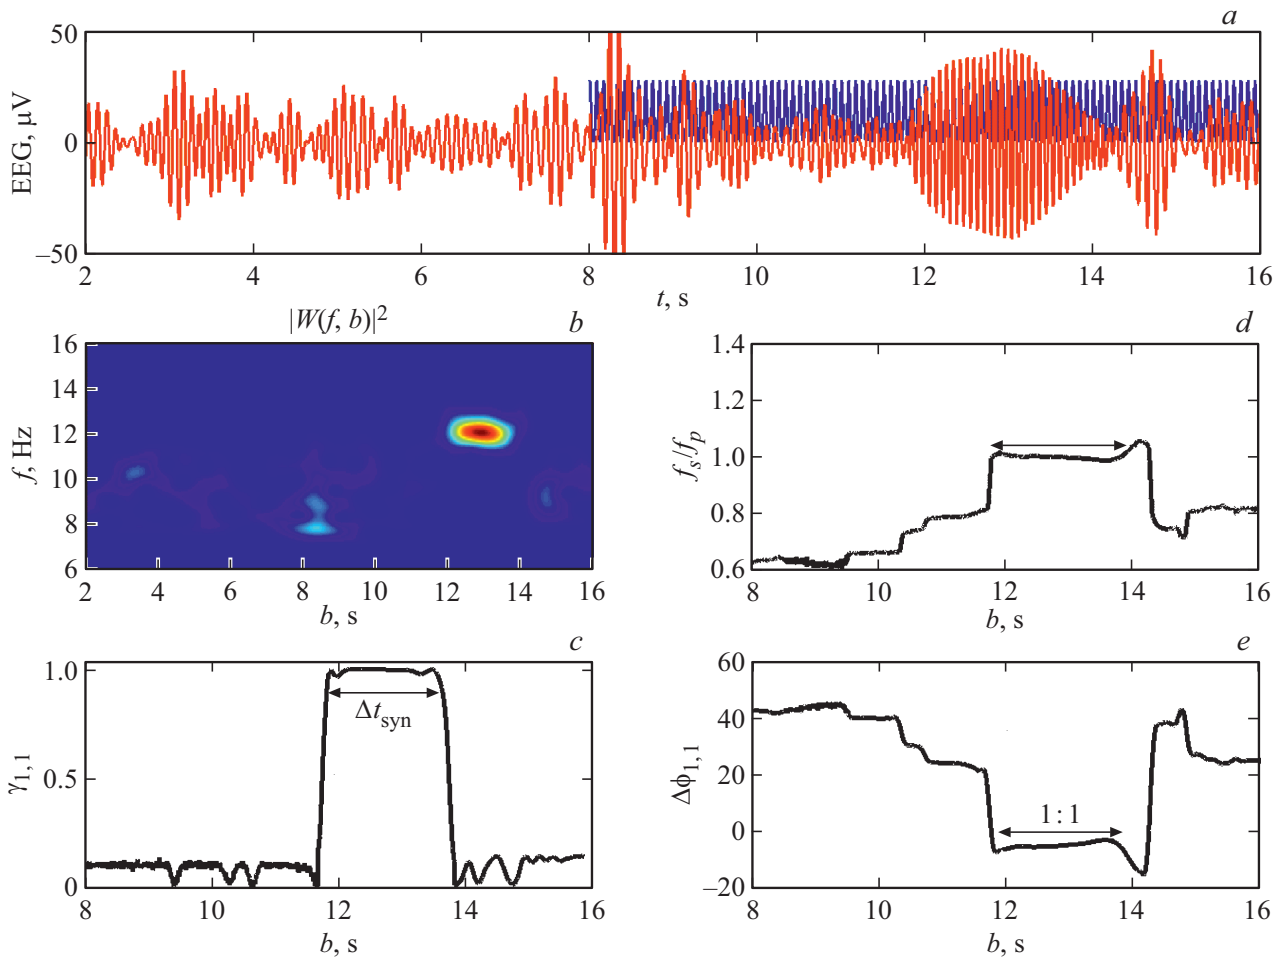 a
50
0
–50
EEG, μV
2 4 6 8 10 12 14 16
t, s
|W(f, b)|²
b
16
14
12
10
8
6
f, Hz
2 4 6 8 10 12 14 16
b, s
d
1.4
1.2
1.0
0.8
0.6
fₛ/fₚ
8 10 12 14 16
b, s
c
1.0
0.5
0
γ₁,₁
Δt_syn
8 10 12 14 16
b, s
e
60
40
20
0
–20
Δϕ₁,₁
1 : 1
8 10 12 14 16
b, s